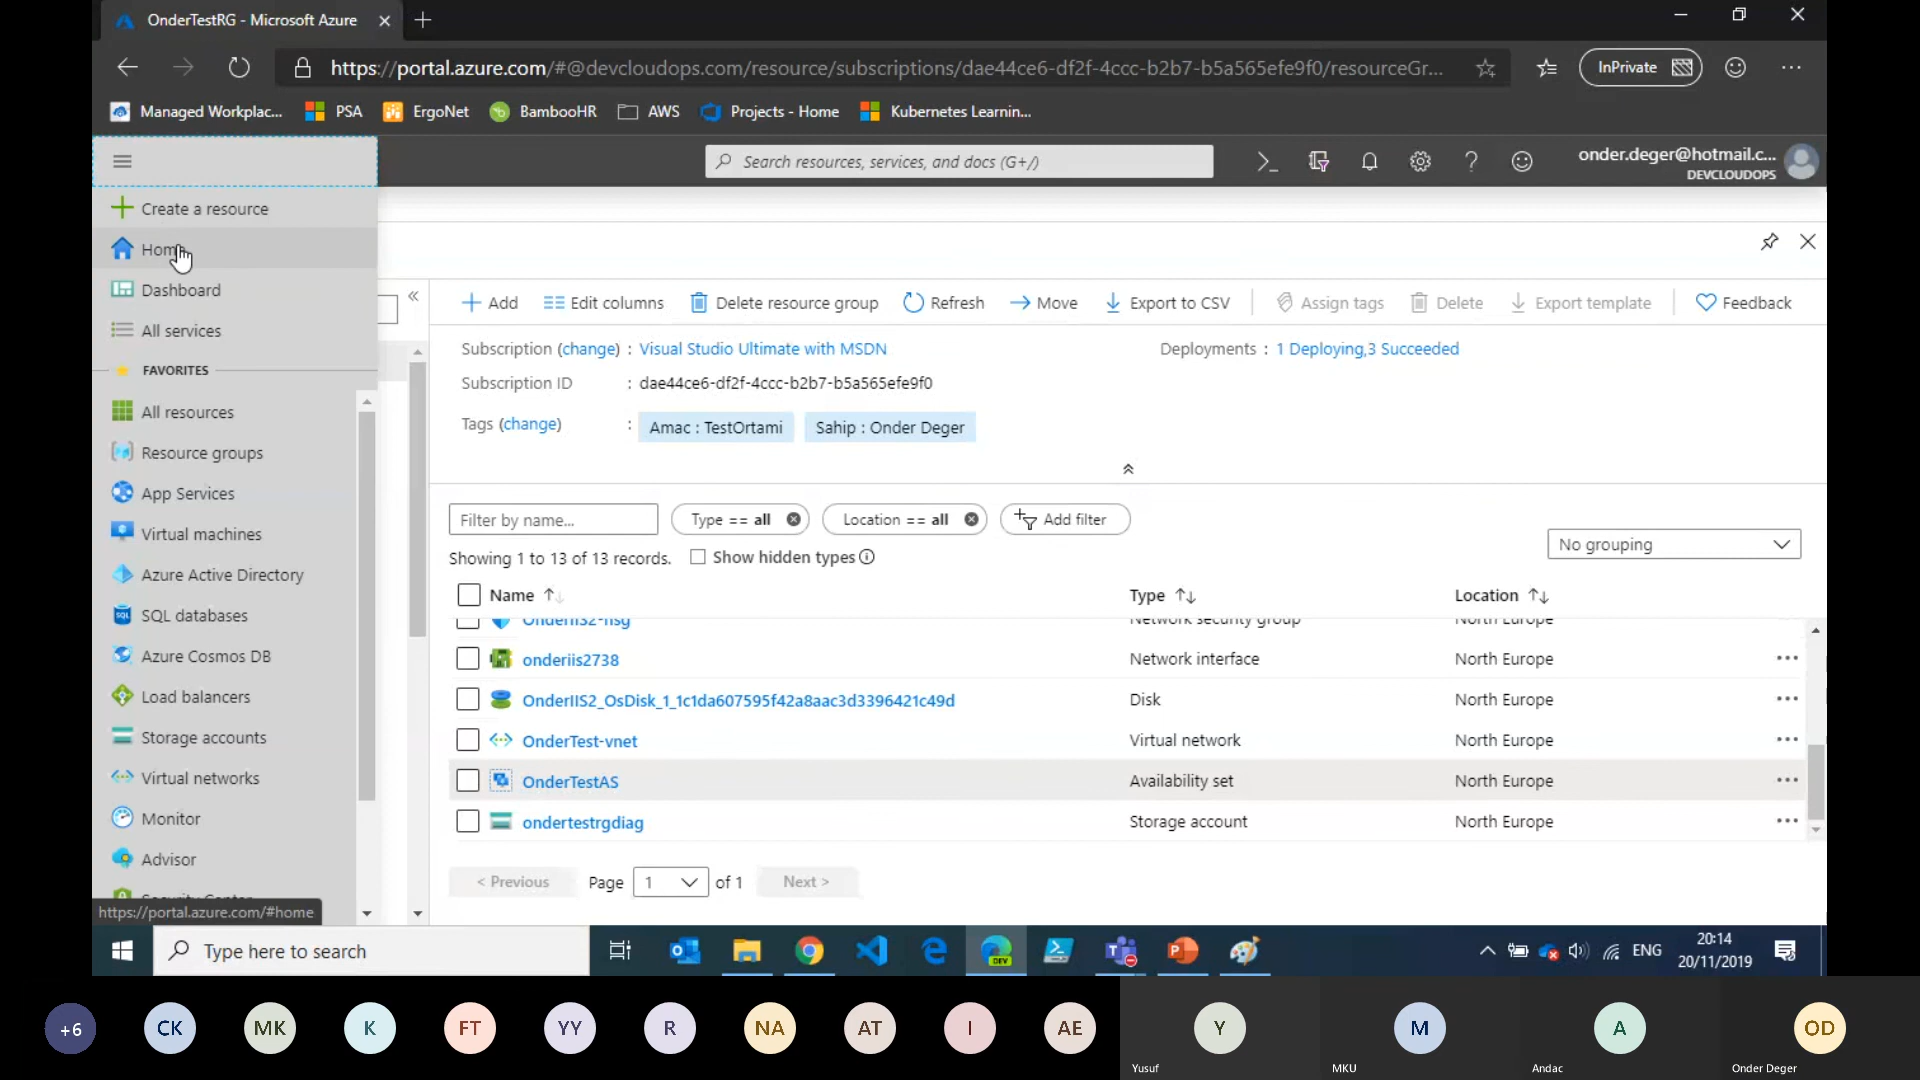 OnderTestRG - Microsoft Azure
https://portal.azure.com/#@devcloudops.com/resource/subscriptions/dae44ce6-df2f-4ccc-b2b7-b5a565efe9f0/resourceGr...
InPrivate
Managed Workplac...
PSA
ErgoNet
BambooHR
AWS
Projects - Home
Kubernetes Learnin...
Search resources, services, and docs (G+/)
onder.deger@hotmail.c...
DEVCLOUDOPS
Create a resource
Home
Dashboard
All services
FAVORITES
All resources
Resource groups
App Services
Virtual machines
Azure Active Directory
SQL databases
Azure Cosmos DB
Load balancers
Storage accounts
Virtual networks
Monitor
Advisor
Security Center
https://portal.azure.com/#home
Add
Edit columns
Delete resource group
Refresh
Move
Export to CSV
Assign tags
Delete
Export template
Feedback
Subscription (change) : Visual Studio Ultimate with MSDN
Deployments : 1 Deploying,3 Succeeded
Subscription ID : dae44ce6-df2f-4ccc-b2b7-b5a565efe9f0
Tags (change) : Amac : TestOrtami Sahip : Onder Deger
Filter by name...
Type == all
Location == all
Add filter
Showing 1 to 13 of 13 records.
Show hidden types
No grouping
Name Type Location
OnderIIS2-nsg Network security group North Europe
onderiis2738 Network interface North Europe
OnderIIS2_OsDisk_1_1c1da607595f42a8aac3d3396421c49d Disk North Europe
OnderTest-vnet Virtual network North Europe
OnderTestAS Availability set North Europe
ondertestrgdiag Storage account North Europe
< Previous Page 1 of 1 Next >
Type here to search
DEV
ENG
20:14
20/11/2019
+6
CK
MK
K
FT
YY
R
NA
AT
I
AE
Y
M
A
OD
Yusuf
MKU
Andac
Onder Deger